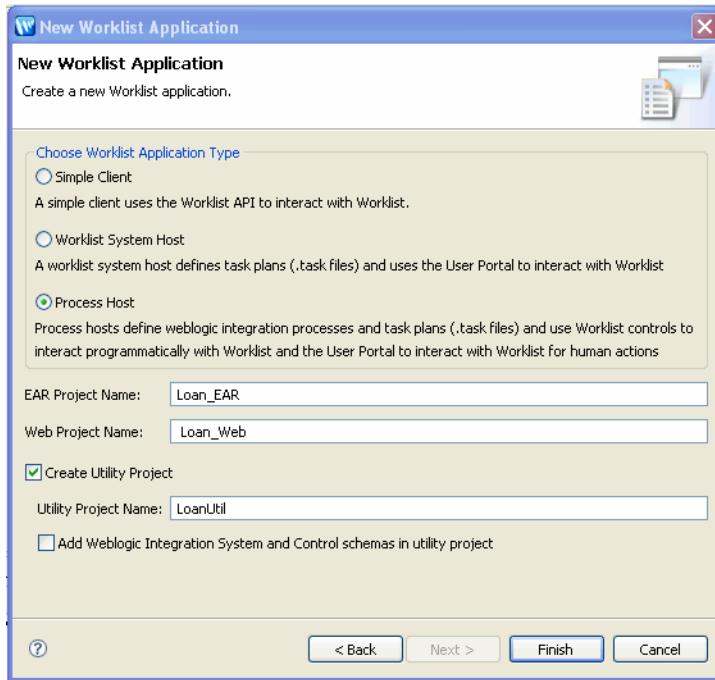 New Worklist Application
New Worklist Application
Create a new Worklist application.
Choose Worklist Application Type
Simple Client
A simple client uses the Worklist API to interact with Worklist.
Worklist System Host
A worklist system host defines task plans (.task files) and uses the User Portal to interact with Worklist
Process Host
Process hosts define weblogic integration processes and task plans (.task files) and use Worklist controls to
interact programmatically with Worklist and the User Portal to interact with Worklist for human actions
EAR Project Name: Loan_EAR
Web Project Name: Loan_Web
Create Utility Project
Utility Project Name: LoanUtil
Add Weblogic Integration System and Control schemas in utility project
? < Back Next > Finish Cancel